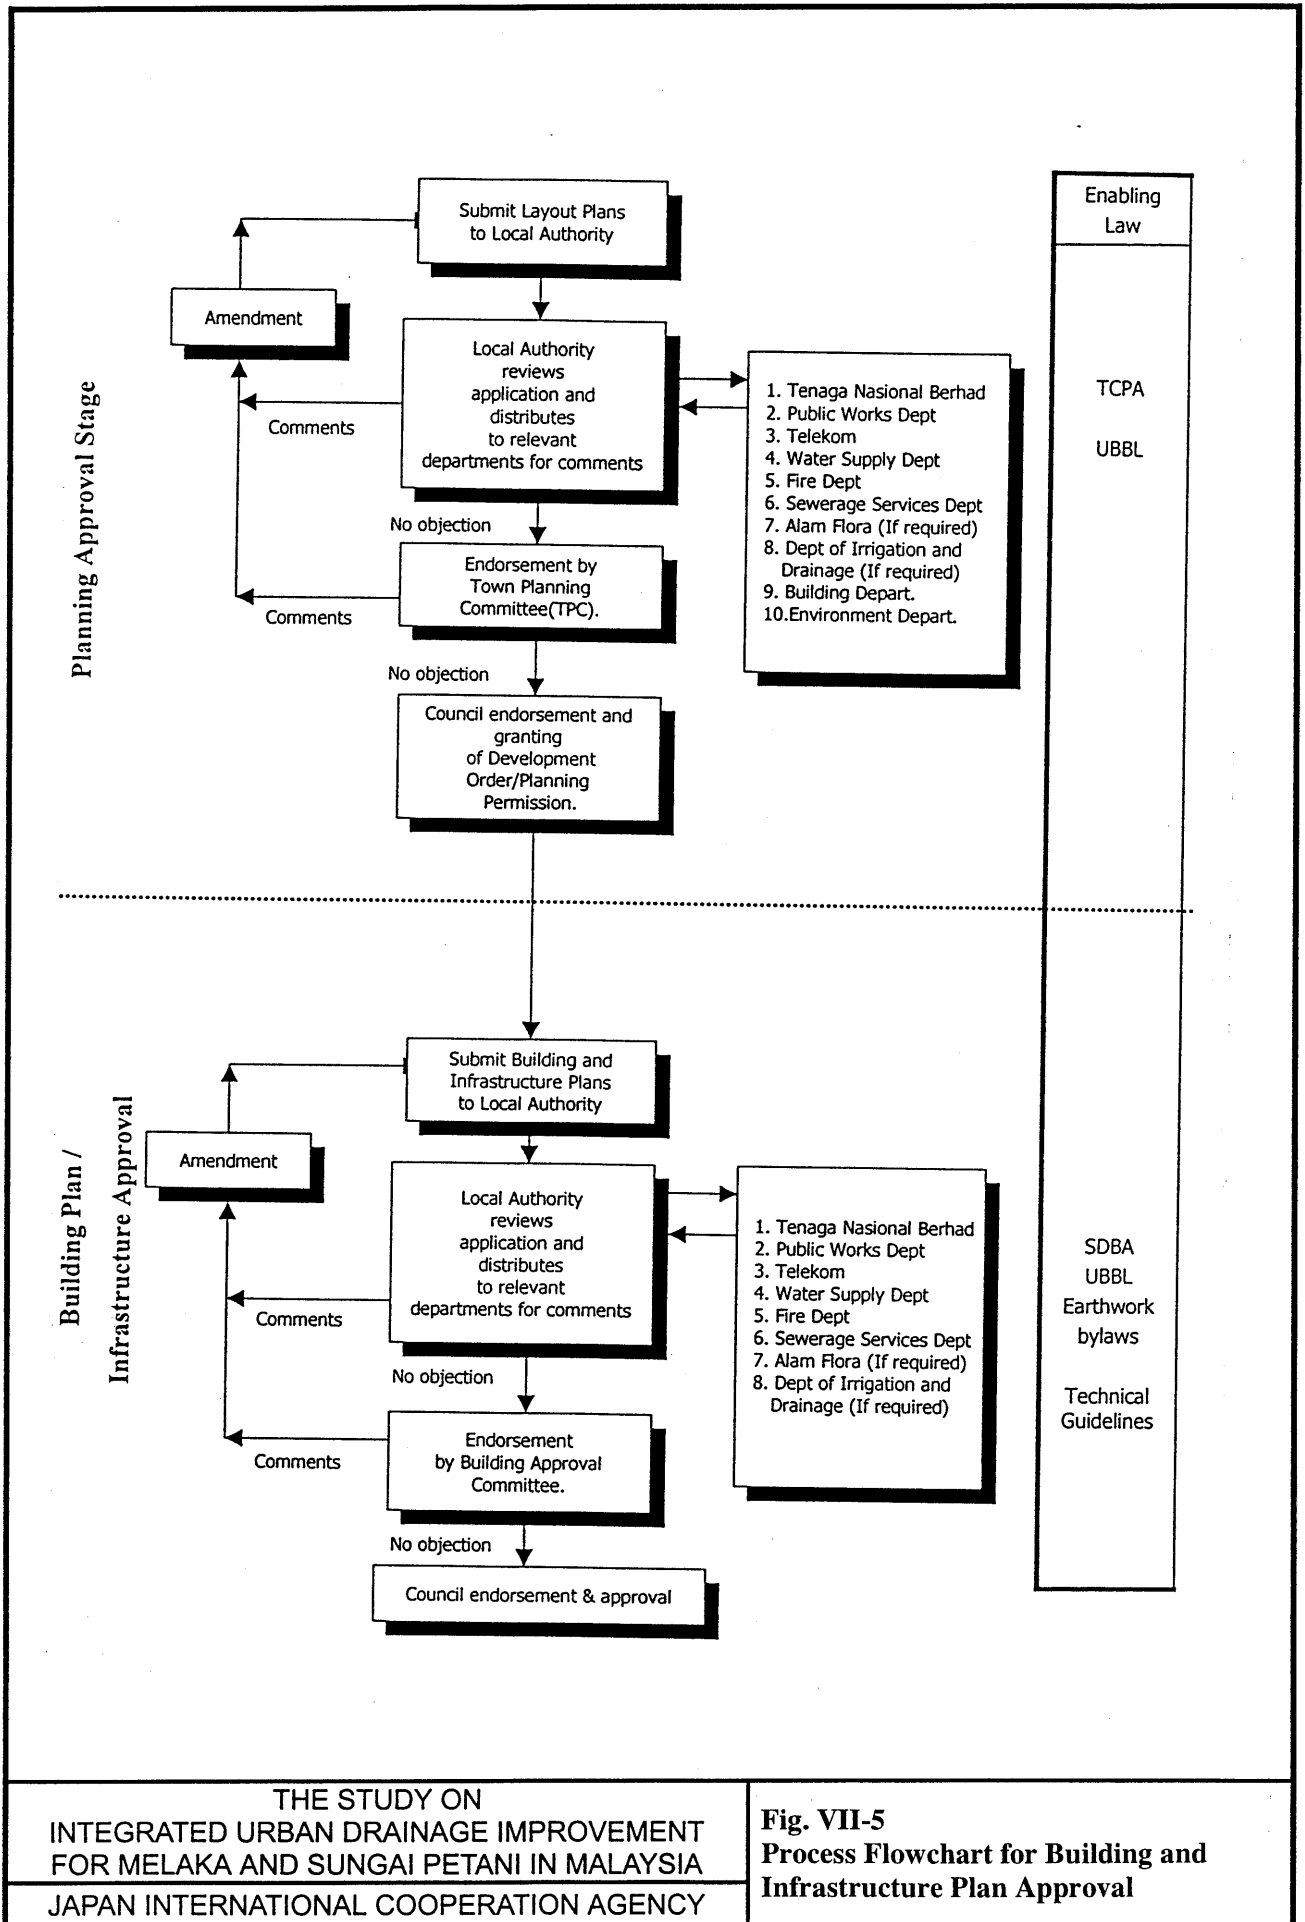 Enabling
Law
Submit Layout Plans
to Local Authority
Amendment
Local Authority
reviews
application and
distributes
to relevant
departments for comments
Comments
1. Tenaga Nasional Berhad
2. Public Works Dept
3. Telekom
4. Water Supply Dept
5. Fire Dept
6. Sewerage Services Dept
7. Alam Flora (If required)
8. Dept of Irrigation and
Drainage (If required)
9. Building Depart.
10.Environment Depart.
TCPA
UBBL
Planning Approval Stage
No objection
Endorsement by
Town Planning
Committee(TPC).
Comments
No objection
Council endorsement and
granting
of Development
Order/Planning
Permission.
Submit Building and
Infrastructure Plans
to Local Authority
Amendment
Building Plan /
Infrastructure Approval
Local Authority
reviews
application and
distributes
to relevant
departments for comments
Comments
1. Tenaga Nasional Berhad
2. Public Works Dept
3. Telekom
4. Water Supply Dept
5. Fire Dept
6. Sewerage Services Dept
7. Alam Flora (If required)
8. Dept of Irrigation and
Drainage (If required)
SDBA
UBBL
Earthwork
bylaws
Technical
Guidelines
No objection
Endorsement
by Building Approval
Committee.
Comments
No objection
Council endorsement & approval
THE STUDY ON
INTEGRATED URBAN DRAINAGE IMPROVEMENT
FOR MELAKA AND SUNGAI PETANI IN MALAYSIA
JAPAN INTERNATIONAL COOPERATION AGENCY
Fig. VII-5
Process Flowchart for Building and
Infrastructure Plan Approval